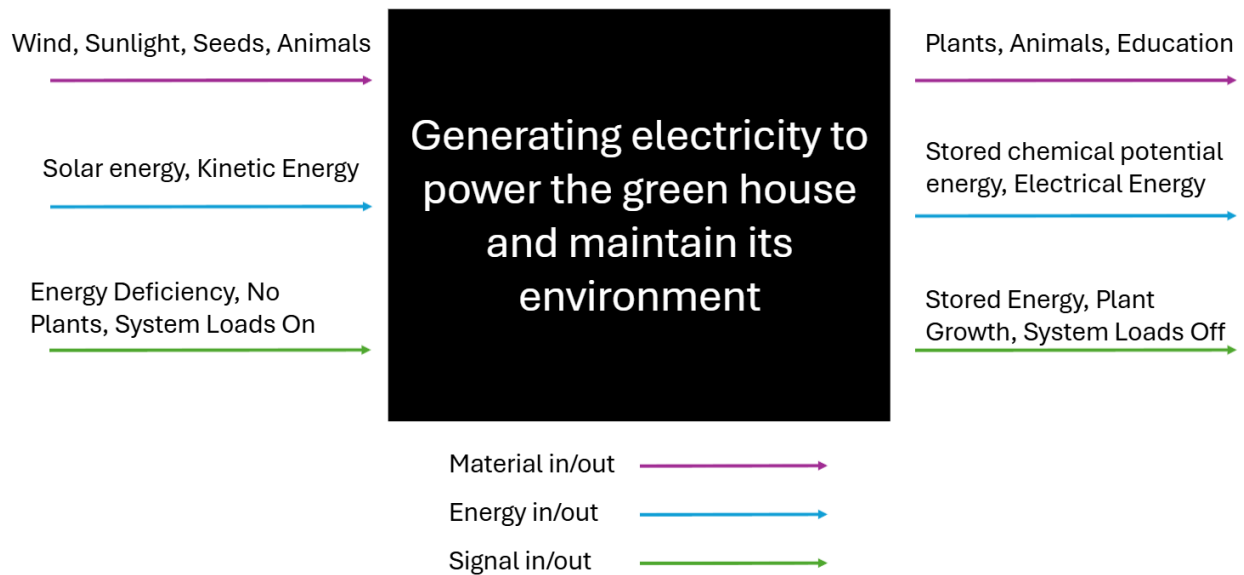 Wind, Sunlight, Seeds, Animals
Solar energy, Kinetic Energy
Energy Deficiency, No
Plants, System Loads On
Generating electricity to
power the green house
and maintain its
environment
Plants, Animals, Education
Stored chemical potential
energy, Electrical Energy
Stored Energy, Plant
Growth, System Loads Off
Material in/out
Energy in/out
Signal in/out